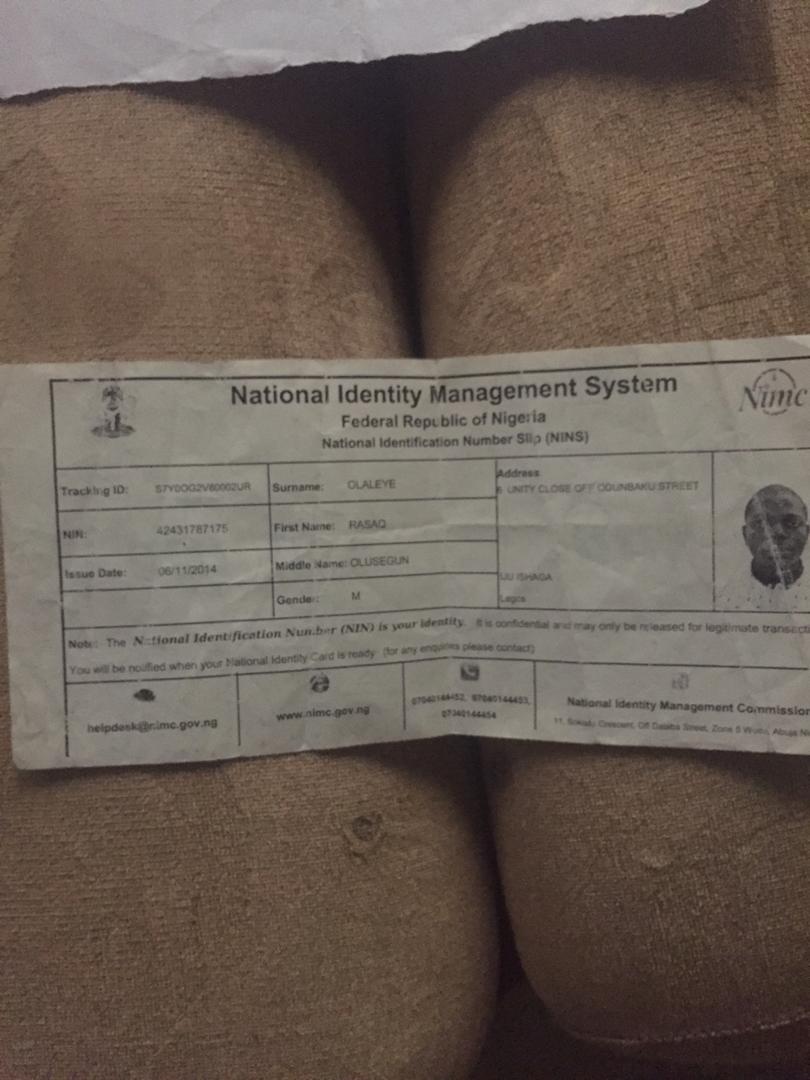 National Identity Management System
Federal Republic of Nigeria
National Identification Number Slip (NINS)
Nimc
Tracking ID: S7Y0OG2V60002UR
Surname: OLALEYE
Address:
6 UNITY CLOSE OFF ODUNBAKU STREET
NIN: 42431787175
First Name: RASAQ
Issue Date: 06/11/2014
Middle Name: OLUSEGUN
IJU ISHAGA
Gender: M
Lagos
Note: The National Identification Number (NIN) is your identity. It is confidential and may only be released for legitimate transacti
You will be notified when your National Identity Card is ready (for any enquiries please contact)
helpdesk@nimc.gov.ng
www.nimc.gov.ng
07040144452, 07040144453,
07040144454
National Identity Management Commission
11, Sokode Crescent, Off Dalaba Street, Zone 5 Wuse, Abuja